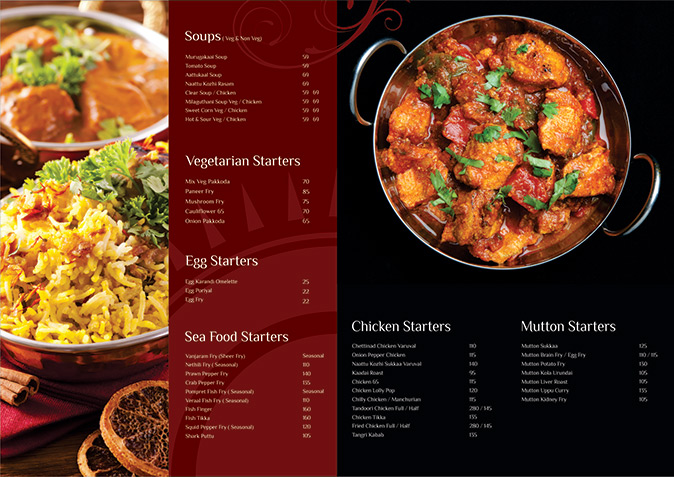 Soups ( Veg & Non Veg)
Murugakaai Soup 59
Tomato Soup 59
Aattukaal Soup 69
Naattu Kozhi Rasam 69
Clear Soup / Chicken 59 69
Milaguthani Soup Veg / Chicken 59 69
Sweet Corn Veg / Chicken 59 69
Hot & Sour Veg / Chicken 59 69
Vegetarian Starters
Mix Veg Pakkoda 70
Paneer Fry 85
Mushroom Fry 75
Cauliflower 65 70
Onion Pakkoda 65
Egg Starters
Egg Karandi Omelette 25
Egg Poriyal 22
Egg Fry 22
Sea Food Starters
Vanjaram Fry (Sheer Fry) Seasonal
Nethili Fry ( Seasonal) 110
Prawn Pepper Fry 140
Crab Pepper Fry 135
Pompret Fish Fry ( Seasonal) Seasonal
Veraal Fish Fry ( Seasonal) 110
Fish Finger 160
Fish Tikka 160
Squid Pepper Fry ( Seasonal) 120
Shark Puttu 105
Chicken Starters
Chettinad Chicken Varuval 110
Onion Pepper Chicken 115
Naattu Kozhi Sukkaa Varuval 140
Kaadai Roast 95
Chicken 65 115
Chicken Lolly Pop 120
Chilly Chicken / Manchurian 115
Tandoori Chicken Full / Half 280 / 145
Chicken Tikka 135
Fried Chicken Full / Half 280 / 145
Tangri Kabab 135
Mutton Starters
Mutton Sukkaa 125
Mutton Brain Fry / Egg Fry 110 / 115
Mutton Potato Fry 130
Mutton Kola Urundai 105
Mutton Liver Roast 105
Mutton Uppu Curry 135
Mutton Kidney Fry 105